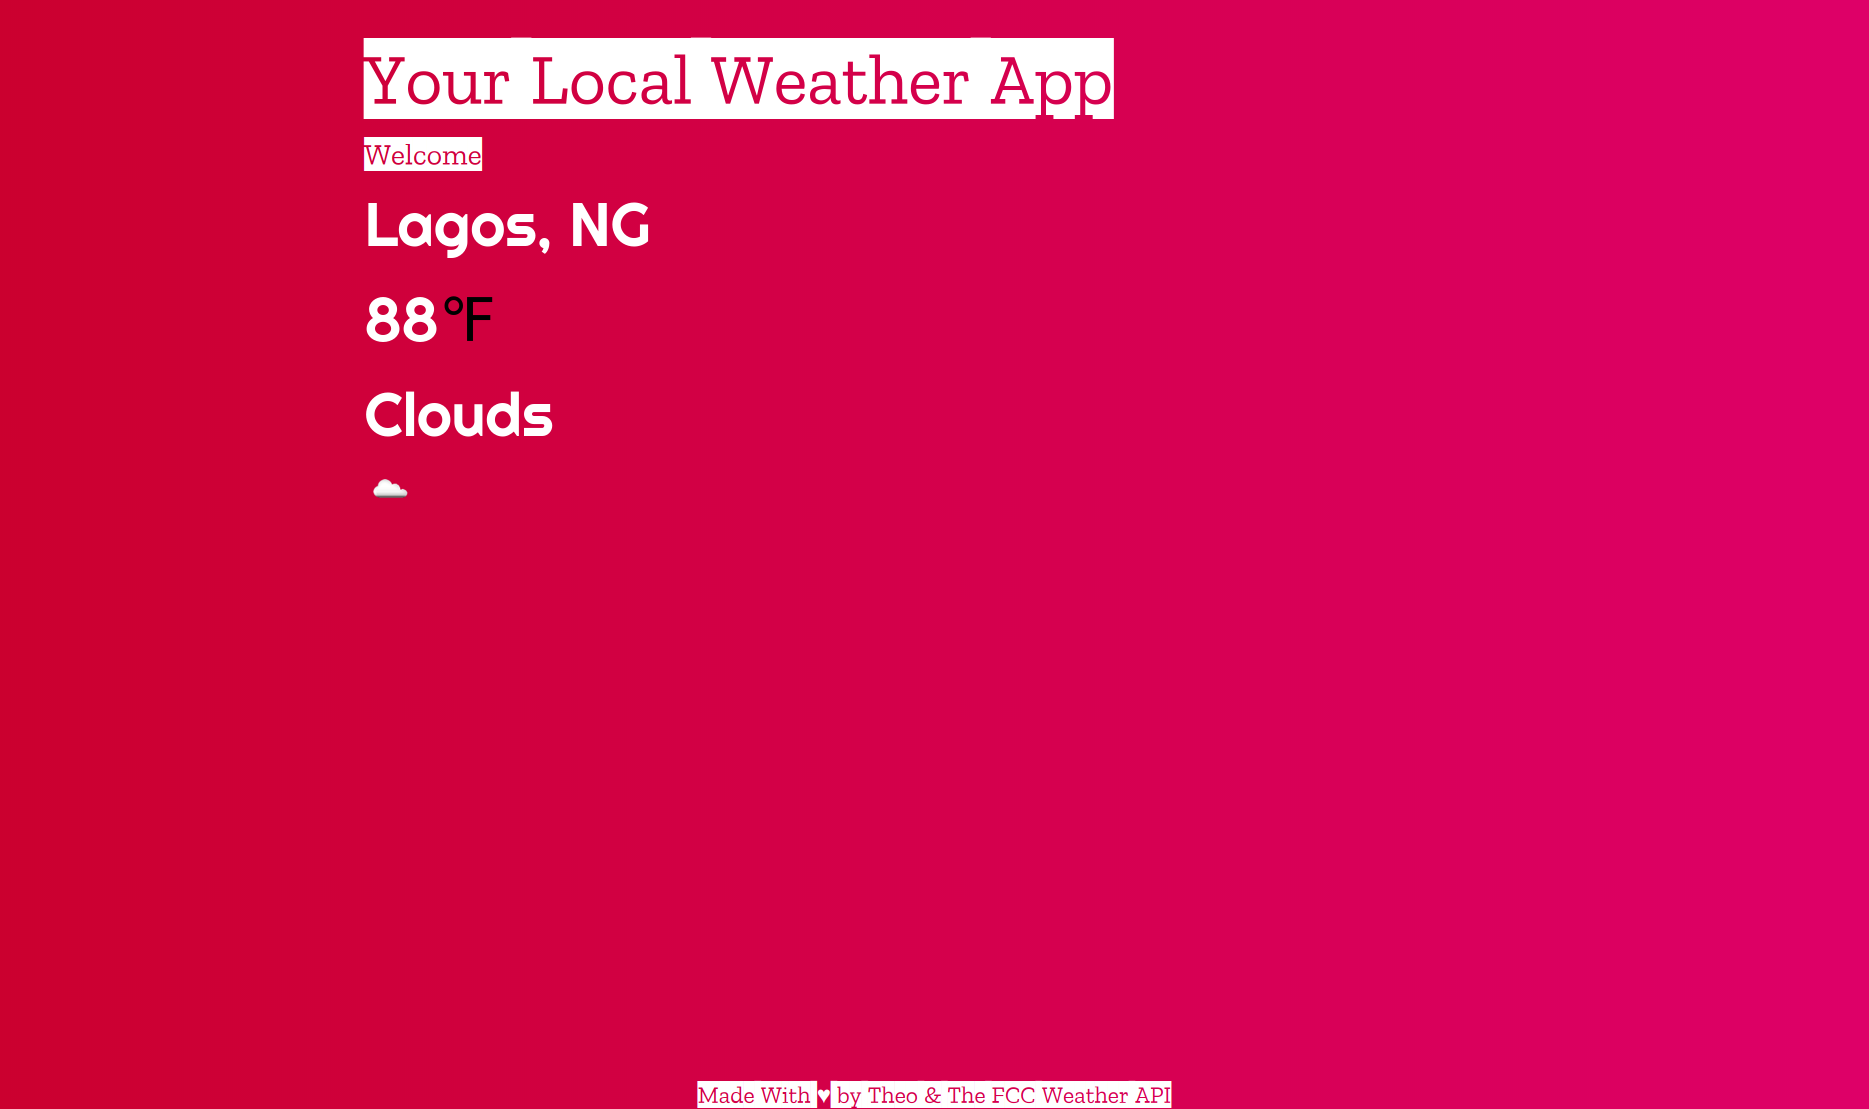 Your Local Weather App
Welcome
Lagos, NG
88°F
Clouds
Made With ♥ by Theo & The FCC Weather API